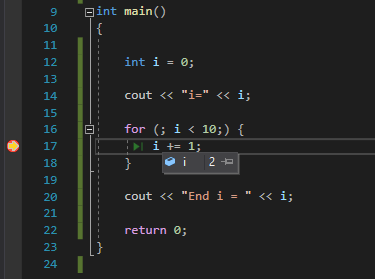 9 int main()
10 {
11
12 int i = 0;
13
14 cout << "i=" << i;
15
16 for (; i < 10;) {
17 i += 1;
i 2
18 }
19
20 cout << "End i = " << i;
21
22 return 0;
23 }
24